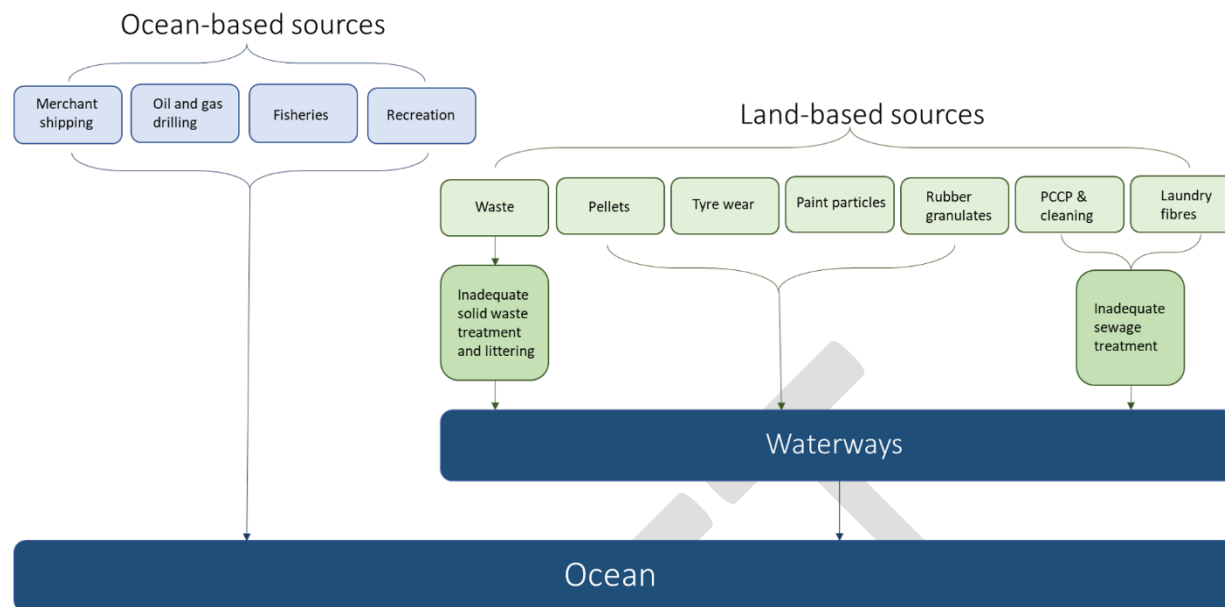 Ocean-based sources
Merchant
shipping
Oil and gas
drilling
Fisheries
Recreation
Land-based sources
Waste
Pellets
Tyre wear
Paint particles
Rubber
granulates
PCCP &
cleaning
Laundry
fibres
Inadequate
solid waste
treatment
and littering
Inadequate
sewage
treatment
Waterways
Ocean